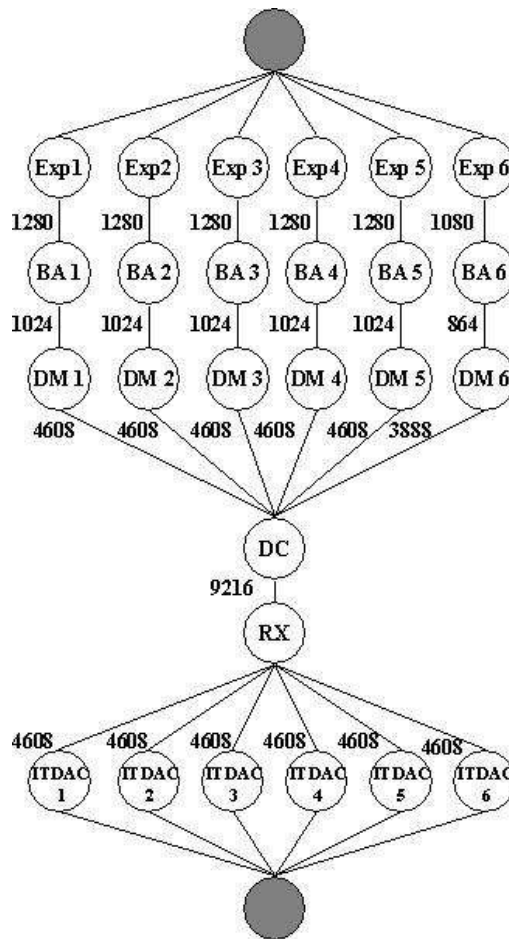 Exp1 Exp2 Exp 3 Exp4 Exp 5 Exp 6
1280 1280 1280 1280 1280 1080
BA 1 BA 2 BA 3 BA 4 BA 5 BA 6
1024 1024 1024 1024 1024 864
DM 1 DM 2 DM 3 DM 4 DM 5 DM 6
4608 4608 4608 4608 4608 3888
DC
9216
RX
4608 4608 4608 4608 4608 4608
ITDAC ITDAC ITDAC ITDAC ITDAC ITDAC
1 2 3 4 5 6